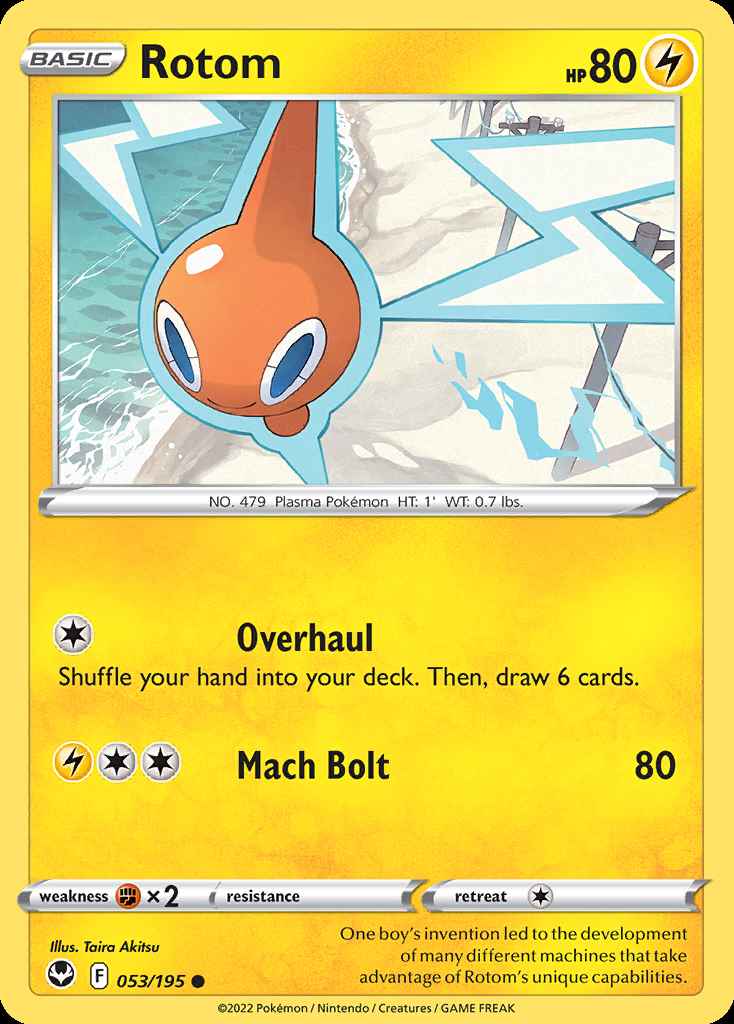 BASIC Rotom HP80
NO. 479 Plasma Pokémon HT: 1' WT: 0.7 lbs.
Overhaul
Shuffle your hand into your deck. Then, draw 6 cards.
Mach Bolt 80
weakness ×2 resistance retreat
Illus. Taira Akitsu
F 053/195
One boy's invention led to the development
of many different machines that take
advantage of Rotom's unique capabilities.
©2022 Pokémon / Nintendo / Creatures / GAME FREAK